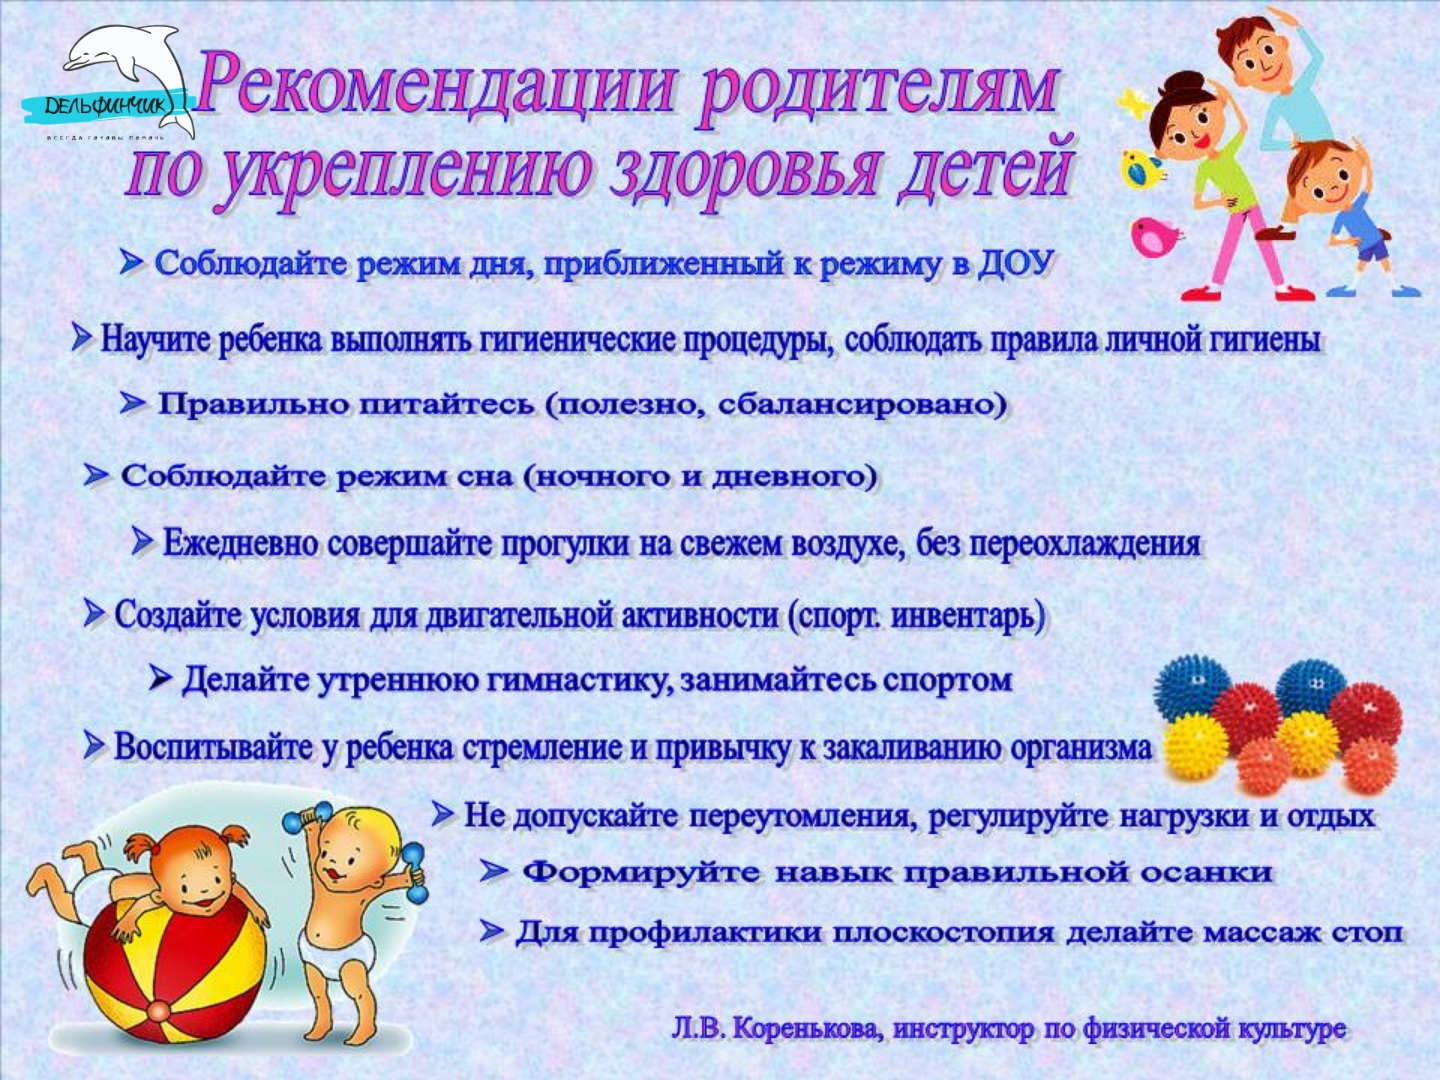 ДЕЛЬФИНЧИК
Рекомендации родителям
по укреплению здоровья детей
➢ Соблюдайте режим дня, приближенный к режиму в ДОУ
➢ Научите ребенка выполнять гигиенические процедуры, соблюдать правила личной гигиены
➢ Правильно питайтесь (полезно, сбалансировано)
➢ Соблюдайте режим сна (ночного и дневного)
➢ Ежедневно совершайте прогулки на свежем воздухе, без переохлаждения
➢ Создайте условия для двигательной активности (спорт. инвентарь)
➢ Делайте утреннюю гимнастику, занимайтесь спортом
➢ Воспитывайте у ребенка стремление и привычку к закаливанию организма
➢ Не допускайте переутомления, регулируйте нагрузки и отдых
➢ Формируйте навык правильной осанки
➢ Для профилактики плоскостопия делайте массаж стоп
Л.В. Коренькова, инструктор по физической культуре